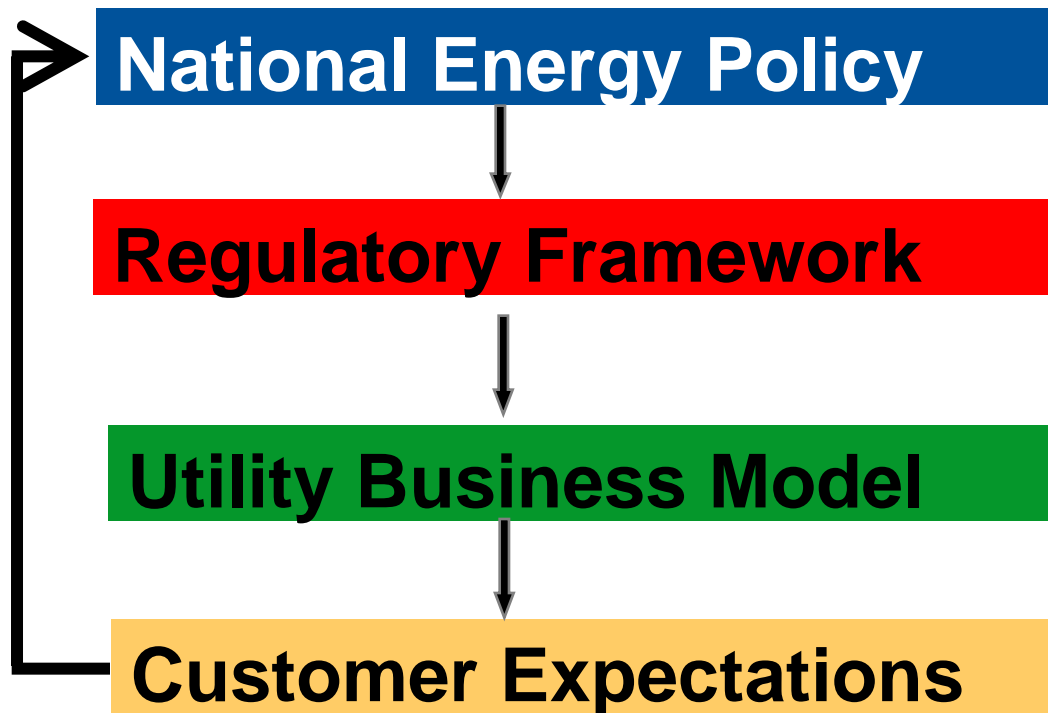 National Energy Policy
Regulatory Framework
Utility Business Model
Customer Expectations